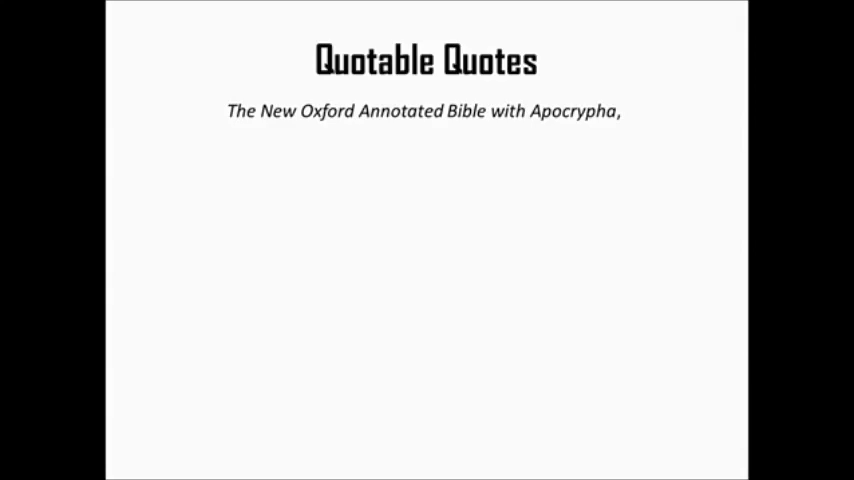 Quotable Quotes
The New Oxford Annotated Bible with Apocrypha,